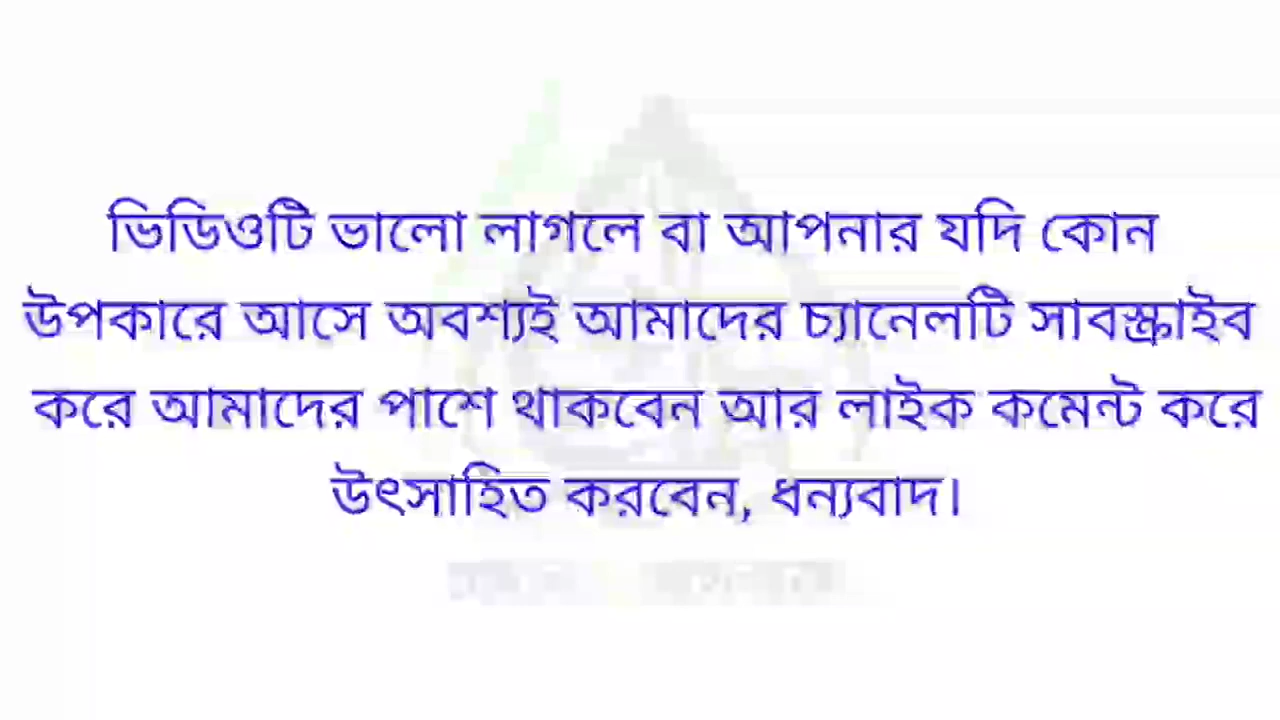 ভিডিওটি ভালো লাগলে বা আপনার যদি কোন
উপকারে আসে অবশ্যই আমাদের চ্যানেলটি সাবস্ক্রাইব
করে আমাদের পাশে থাকবেন আর লাইক কমেন্ট করে
উৎসাহিত করবেন, ধন্যবাদ।